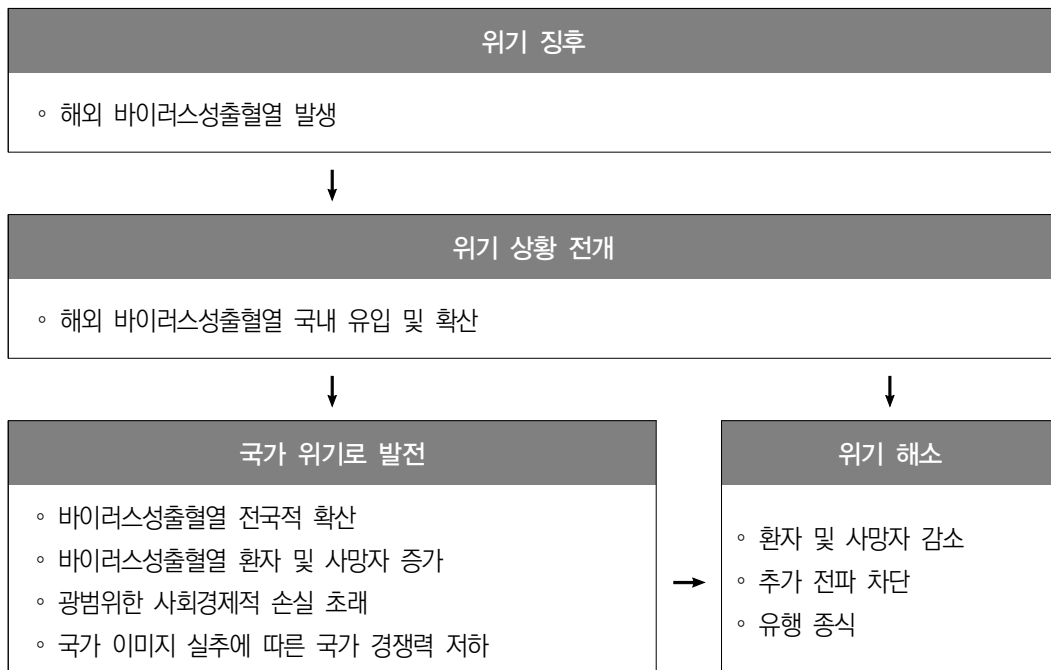 위기 징후
◦ 해외 바이러스성출혈열 발생
위기 상황 전개
◦ 해외 바이러스성출혈열 국내 유입 및 확산
국가 위기로 발전
◦ 바이러스성출혈열 전국적 확산
◦ 바이러스성출혈열 환자 및 사망자 증가
◦ 광범위한 사회경제적 손실 초래
◦ 국가 이미지 실추에 따른 국가 경쟁력 저하
위기 해소
◦ 환자 및 사망자 감소
◦ 추가 전파 차단
◦ 유행 종식